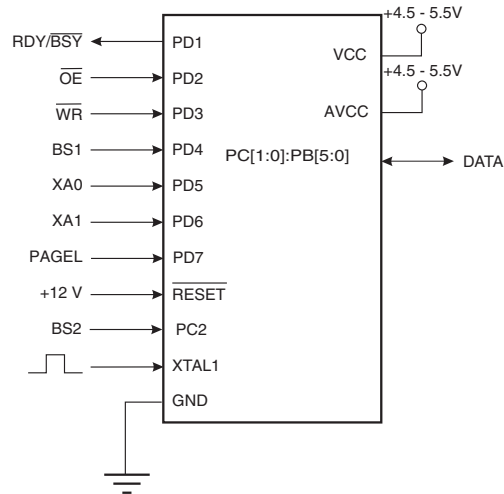 +4.5 - 5.5V
RDY/BSY PD1
VCC
+4.5 - 5.5V
OE PD2
WR PD3 AVCC
BS1 PD4 PC[1:0]:PB[5:0] DATA
XA0 PD5
XA1 PD6
PAGEL PD7
+12 V RESET
BS2 PC2
XTAL1
GND